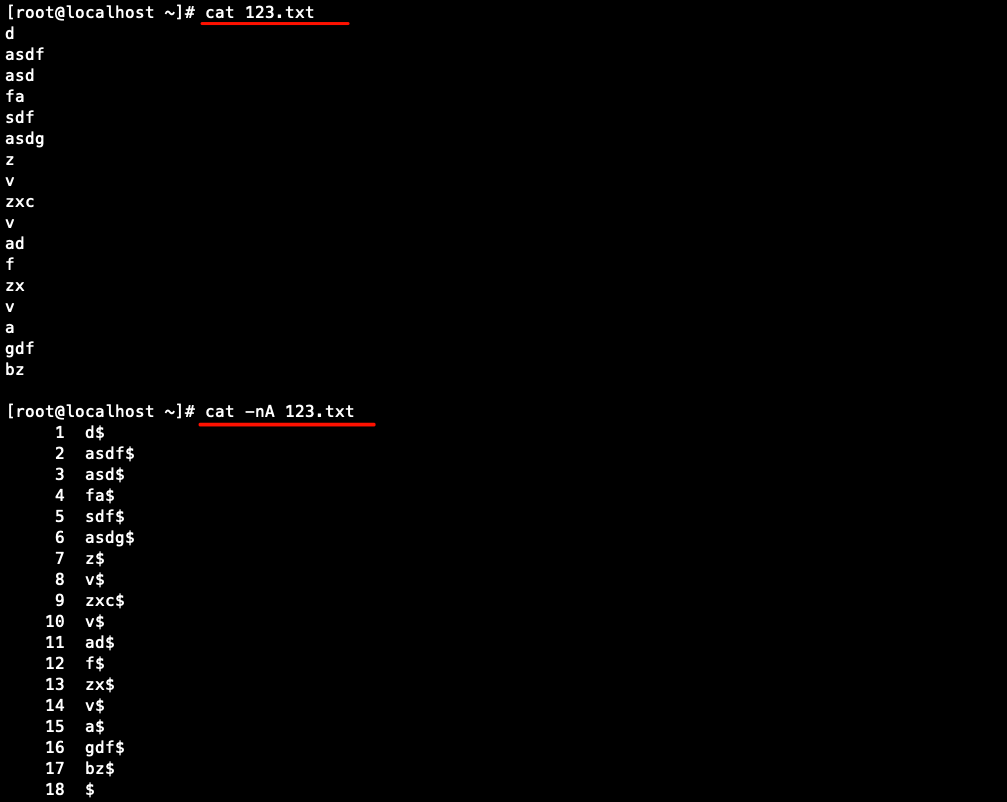 [root@localhost ~]# cat 123.txt
d
asdf
asd
fa
sdf
asdg
z
v
zxc
v
ad
f
zx
v
a
gdf
bz

[root@localhost ~]# cat -nA 123.txt
     1  d$
     2  asdf$
     3  asd$
     4  fa$
     5  sdf$
     6  asdg$
     7  z$
     8  v$
     9  zxc$
    10  v$
    11  ad$
    12  f$
    13  zx$
    14  v$
    15  a$
    16  gdf$
    17  bz$
    18  $